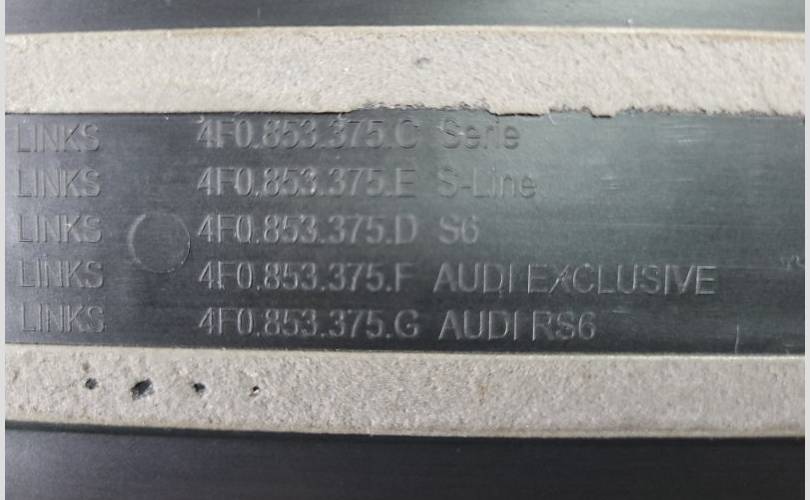 LINKS 4F0.853.375.C Serie
LINKS 4F0.853.375.E S-Line
LINKS 4F0.853.375.D S6
LINKS 4F0.853.375.F AUDI EXCLUSIVE
LINKS 4F0.853.375.G AUDI RS6